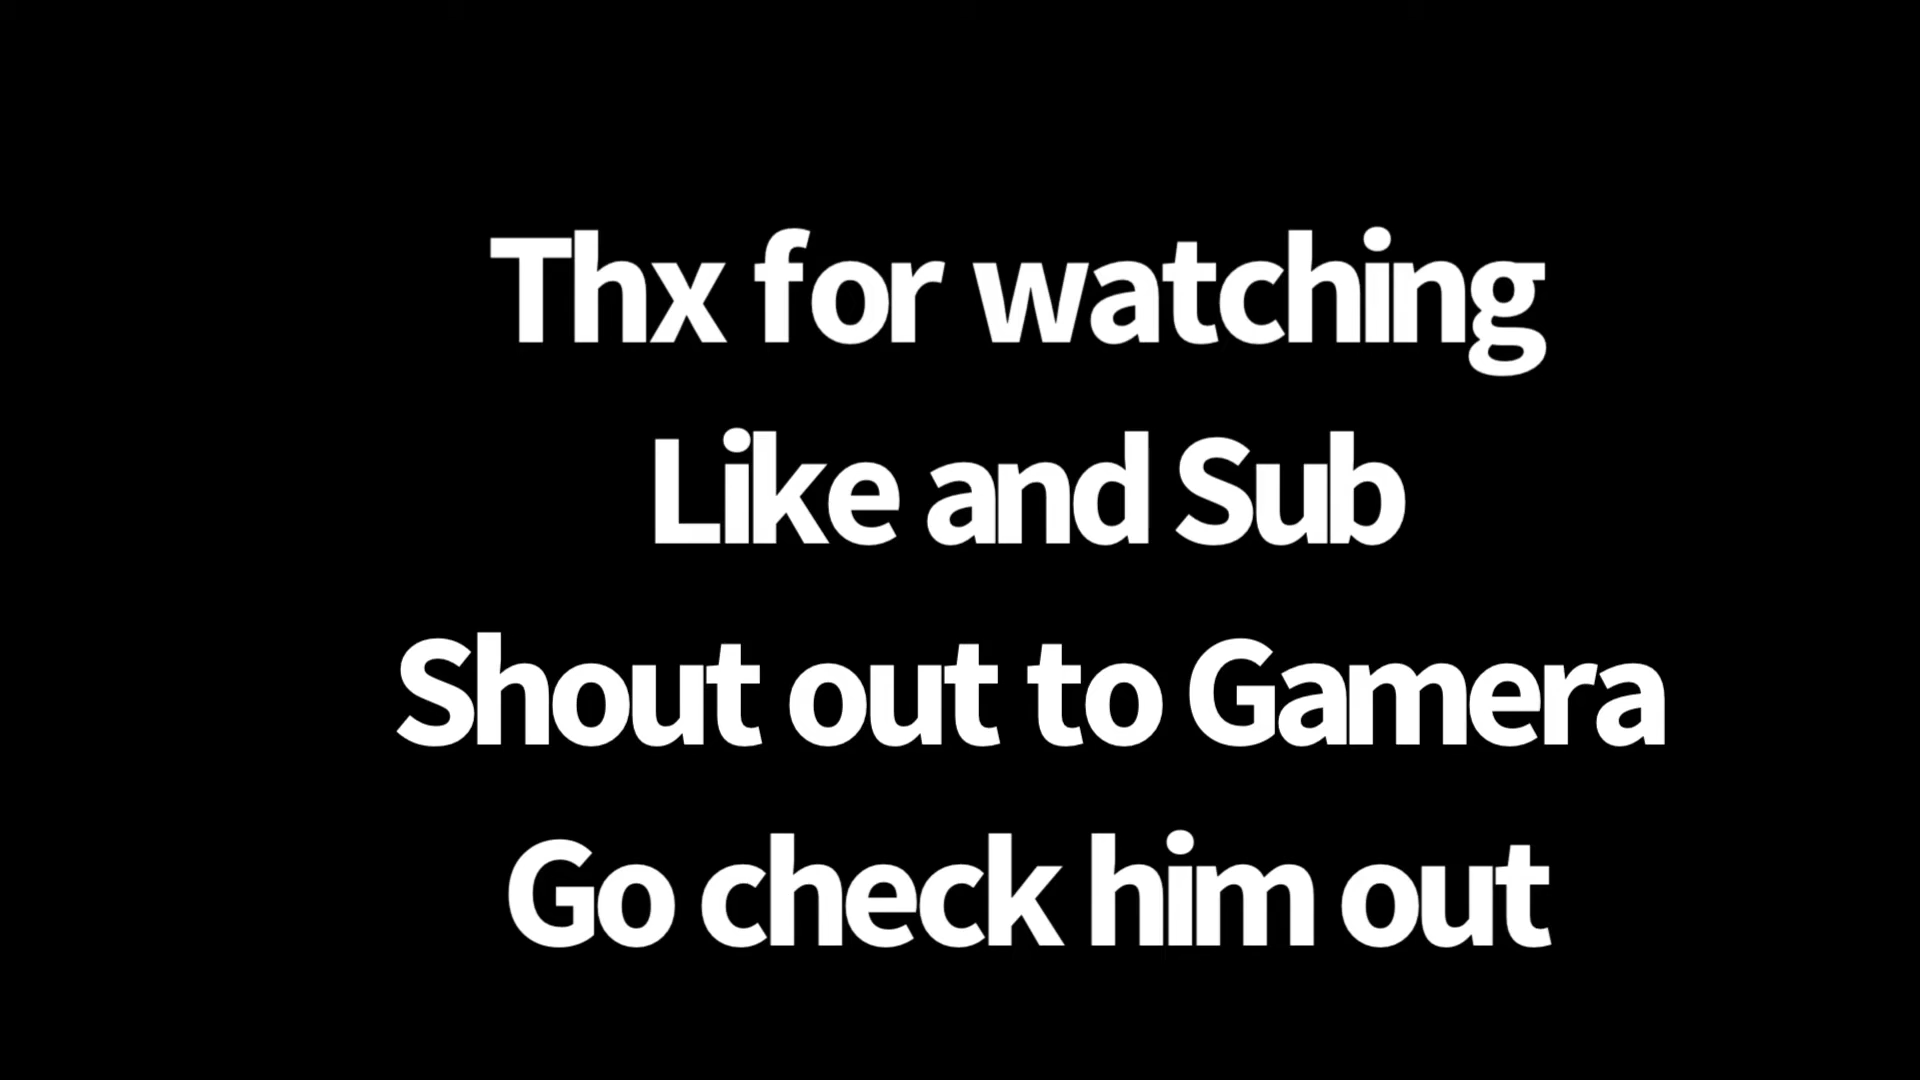 Thx for watching
Like and Sub
Shout out to Gamera
Go check him out